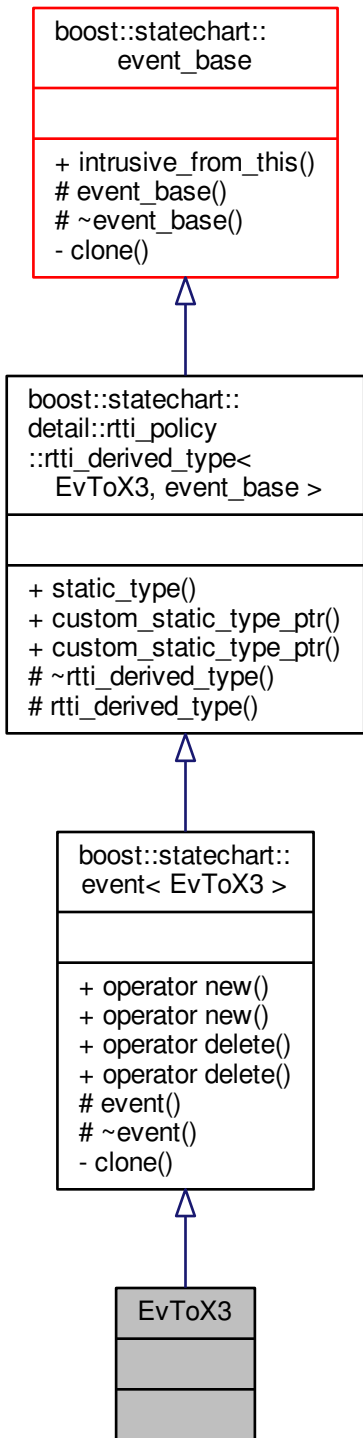 boost::statechart::
event_base
+ intrusive_from_this()
# event_base()
# ~event_base()
- clone()
boost::statechart::
detail::rtti_policy
::rtti_derived_type<
EvToX3, event_base >
+ static_type()
+ custom_static_type_ptr()
+ custom_static_type_ptr()
# ~rtti_derived_type()
# rtti_derived_type()
boost::statechart::
event< EvToX3 >
+ operator new()
+ operator new()
+ operator delete()
+ operator delete()
# event()
# ~event()
- clone()
EvToX3